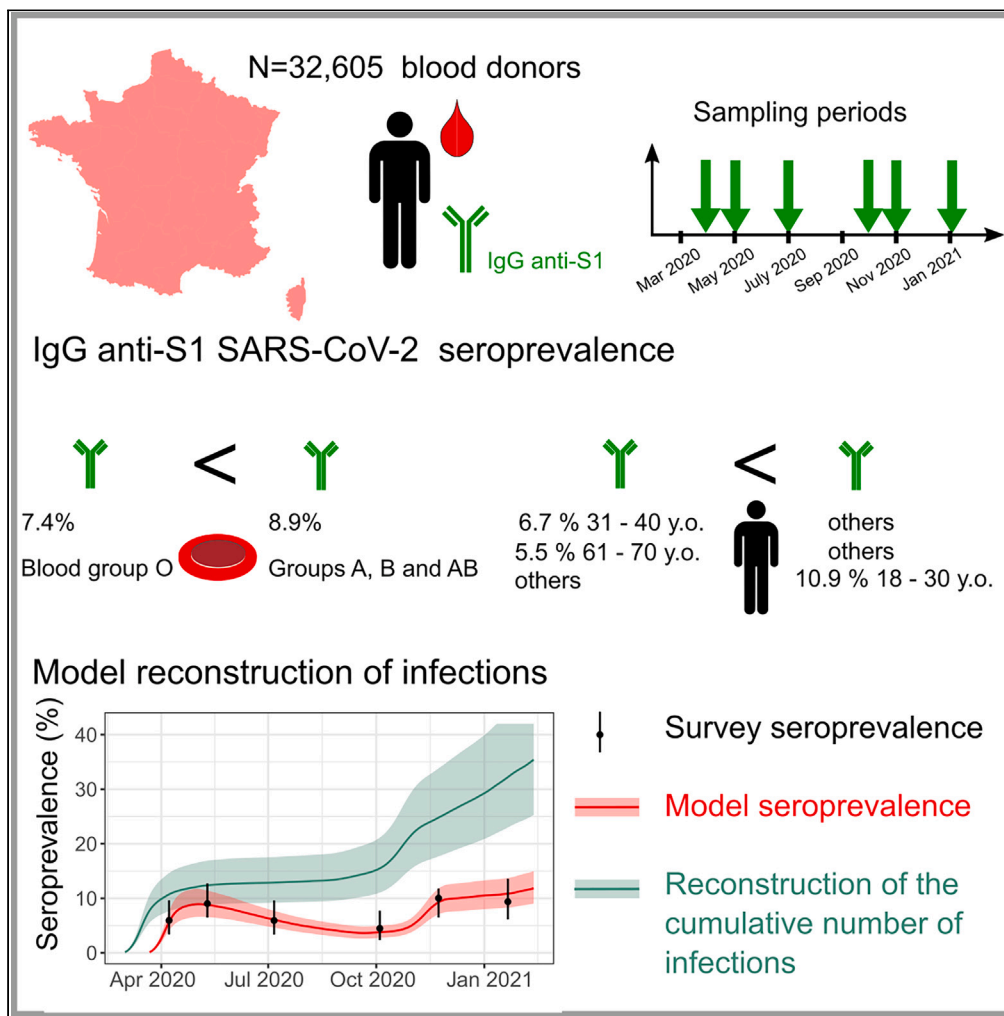 N=32,605 blood donors
IgG anti-S1
Sampling periods
Mar 2020
May 2020
July 2020
Sep 2020
Nov 2020
Jan 2021
IgG anti-S1 SARS-CoV-2 seroprevalence
<
7.4%
8.9%
Blood group O
Groups A, B and AB
<
6.7 % 31 - 40 y.o.
5.5 % 61 - 70 y.o.
others
others
others
10.9 % 18 - 30 y.o.
Model reconstruction of infections
Seroprevalence (%)
40
30
20
10
0
Apr 2020
Jul 2020
Oct 2020
Jan 2021
Survey seroprevalence
Model seroprevalence
Reconstruction of the
cumulative number of
infections